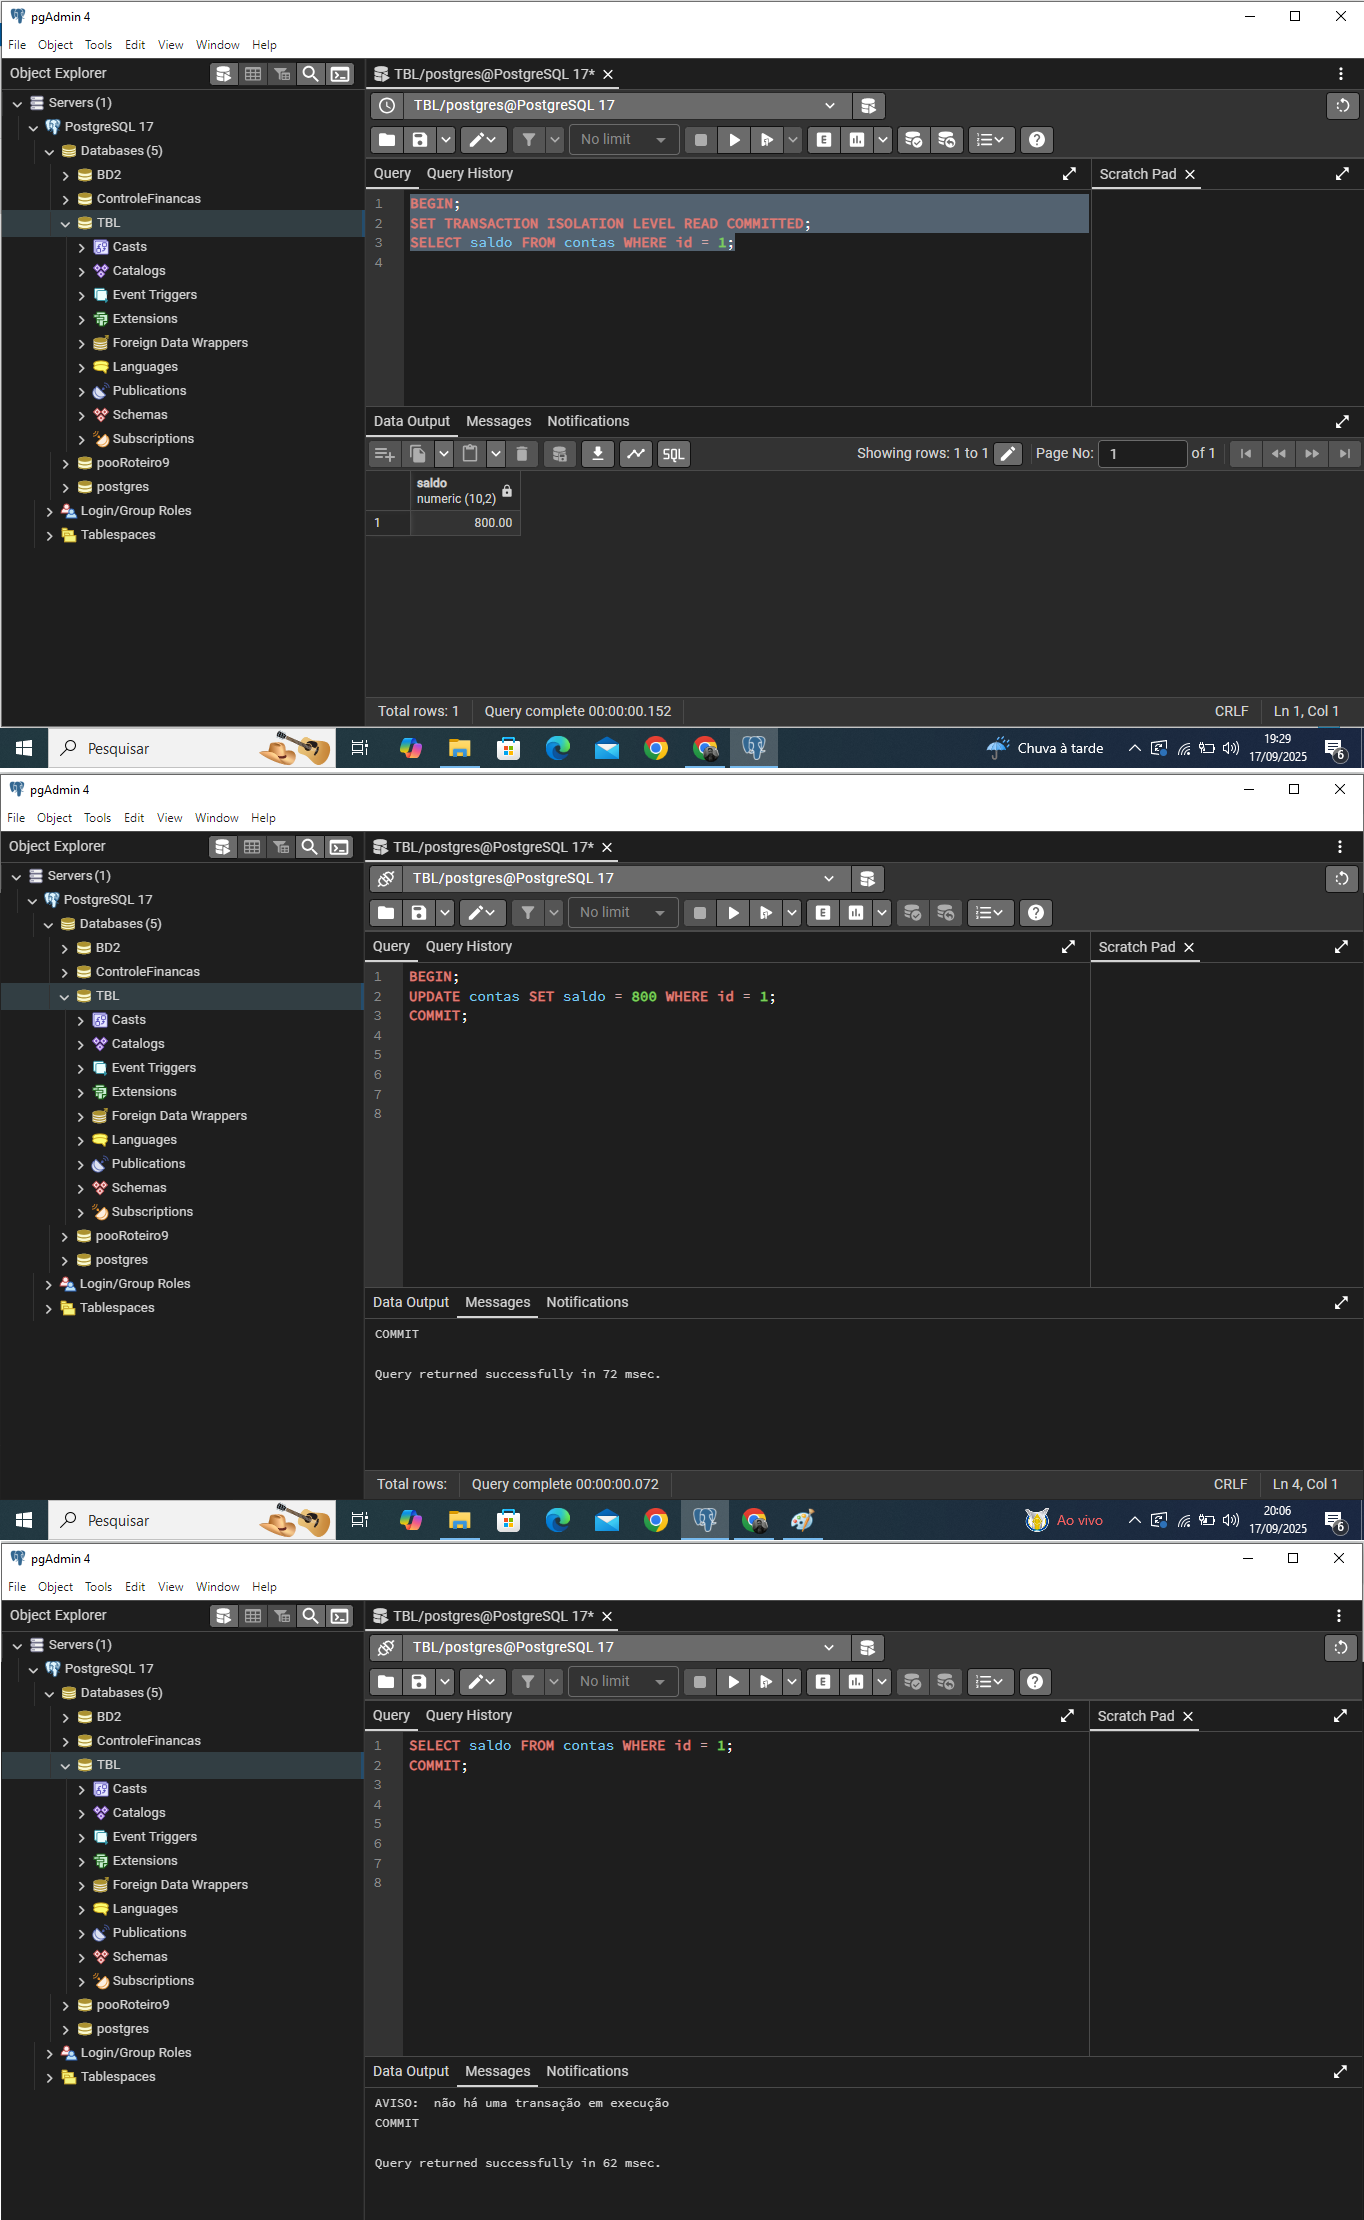 pgAdmin 4
File Object Tools Edit View Window Help
Object Explorer
TBL/postgres@PostgreSQL 17*
Servers (1)
TBL/postgres@PostgreSQL 17
PostgreSQL 17
Databases (5)
No limit
E
BD2
Query Query History
Scratch Pad
ControleFinancas
1 BEGIN;
TBL
2 SET TRANSACTION ISOLATION LEVEL READ COMMITTED;
Casts
3 SELECT saldo FROM contas WHERE id = 1;
4
Catalogs
Event Triggers
Extensions
Foreign Data Wrappers
Languages
Publications
Schemas
Data Output Messages Notifications
Subscriptions
SQL
Showing rows: 1 to 1
Page No: 1 of 1
pooRoteiro9
postgres
saldo
numeric (10,2)
Login/Group Roles
1 800.00
Tablespaces
Total rows: 1 Query complete 00:00:00.152
CRLF Ln 1, Col 1
Pesquisar
Chuva à tarde
19:29
17/09/2025
6
pgAdmin 4
File Object Tools Edit View Window Help
Object Explorer
TBL/postgres@PostgreSQL 17*
Servers (1)
TBL/postgres@PostgreSQL 17
PostgreSQL 17
Databases (5)
No limit
E
BD2
Query Query History
Scratch Pad
ControleFinancas
1 BEGIN;
TBL
2 UPDATE contas SET saldo = 800 WHERE id = 1;
Casts
3 COMMIT;
4
Catalogs
5
Event Triggers
6
Extensions
7
Foreign Data Wrappers
8
Languages
Publications
Schemas
Subscriptions
pooRoteiro9
postgres
Login/Group Roles
Data Output Messages Notifications
Tablespaces
COMMIT
Query returned successfully in 72 msec.
Total rows: Query complete 00:00:00.072
CRLF Ln 4, Col 1
Pesquisar
Ao vivo
20:06
17/09/2025
6
pgAdmin 4
File Object Tools Edit View Window Help
Object Explorer
TBL/postgres@PostgreSQL 17*
Servers (1)
TBL/postgres@PostgreSQL 17
PostgreSQL 17
Databases (5)
No limit
E
BD2
Query Query History
Scratch Pad
ControleFinancas
1 SELECT saldo FROM contas WHERE id = 1;
TBL
2 COMMIT;
Casts
3
4
Catalogs
5
Event Triggers
6
Extensions
7
Foreign Data Wrappers
8
Languages
Publications
Schemas
Subscriptions
pooRoteiro9
postgres
Login/Group Roles
Data Output Messages Notifications
Tablespaces
AVISO: não há uma transação em execução
COMMIT
Query returned successfully in 62 msec.